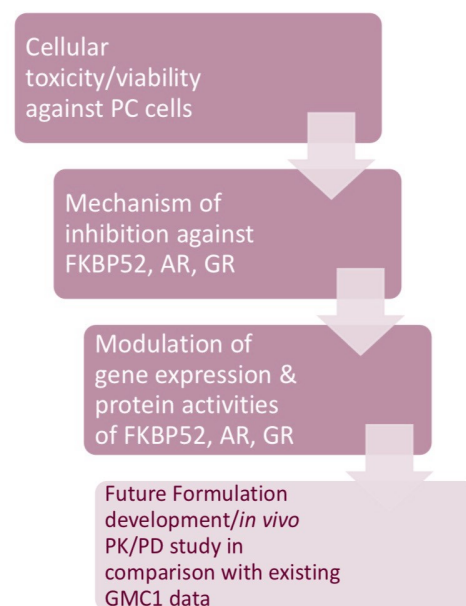 Cellular
toxicity/viability
against PC cells
Mechanism of
inhibition against
FKBP52, AR, GR
Modulation of
gene expression &
protein activities
of FKBP52, AR, GR
Future Formulation
development/in vivo
PK/PD study in
comparison with existing
GMC1 data